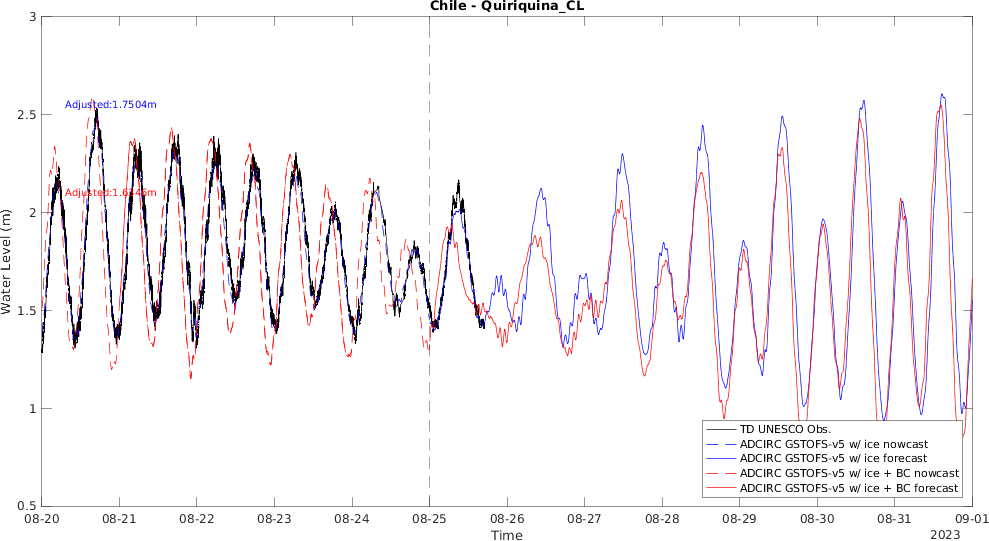 Chile - Quiriquina_CL
3
2.5
2
1.5
1
0.5
Water Level (m)
Adjusted:1.7504m
08-20 08-21 08-22 08-23 08-24 08-25 08-26 08-27 08-28 08-29 08-30 08-31 09-01
Time
2023
TD UNESCO Obs.
ADCIRC GSTOFS-v5 w/ ice nowcast
ADCIRC GSTOFS-v5 w/ ice forecast
ADCIRC GSTOFS-v5 w/ ice + BC nowcast
ADCIRC GSTOFS-v5 w/ ice + BC forecast